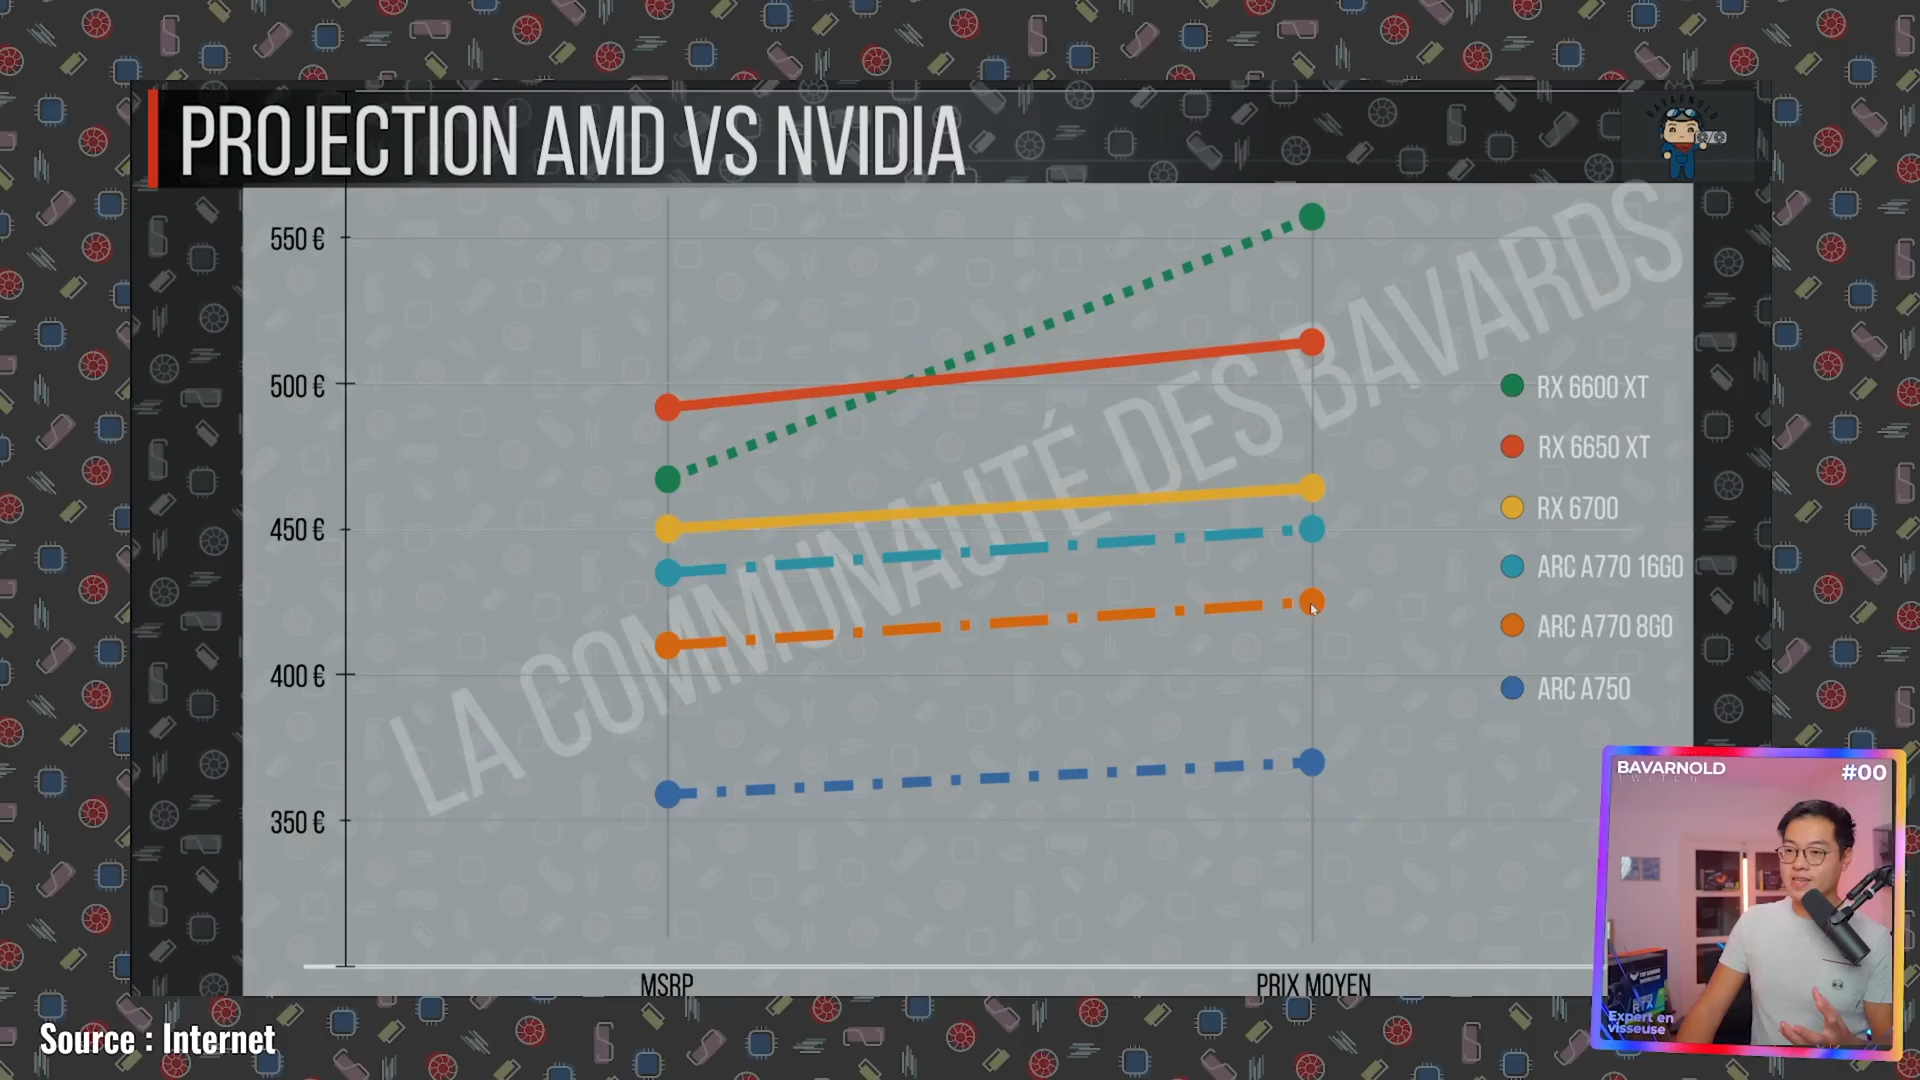 BAVARNOLD
PROJECTION AMD VS NVIDIA
550 €
500 €
450 €
400 €
350 €
LA COMMUNAUTÉ DES BAVARDS
RX 6600 XT
RX 6650 XT
RX 6700
ARC A770 16GO
ARC A770 8GO
ARC A750
MSRP
PRIX MOYEN
BAVARNOLD
TWITCH
#00
Expert en
visseuse
Source : Internet